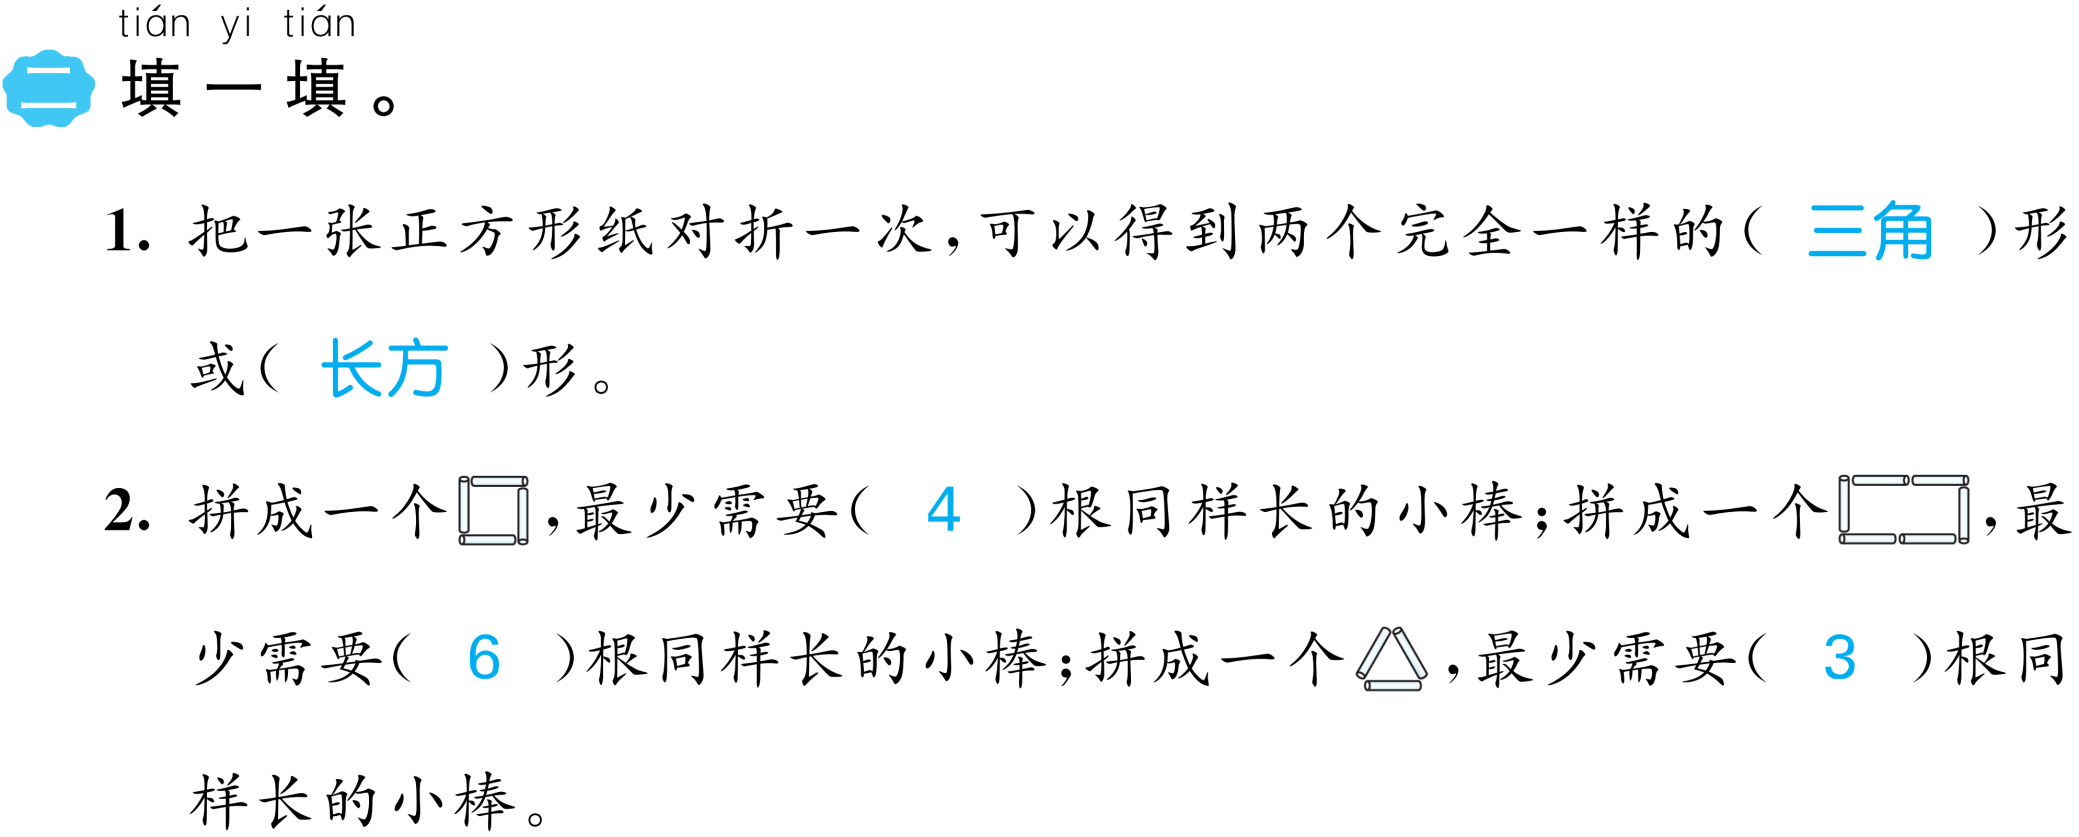 tián yi tián
二 填一填。
1. 把一张正方形纸对折一次,可以得到两个完全一样的( 三角 )形
或( 长方 )形。
2. 拼成一个,最少需要( 4 )根同样长的小棒;拼成一个,最
少需要( 6 )根同样长的小棒;拼成一个,最少需要( 3 )根同
样长的小棒。